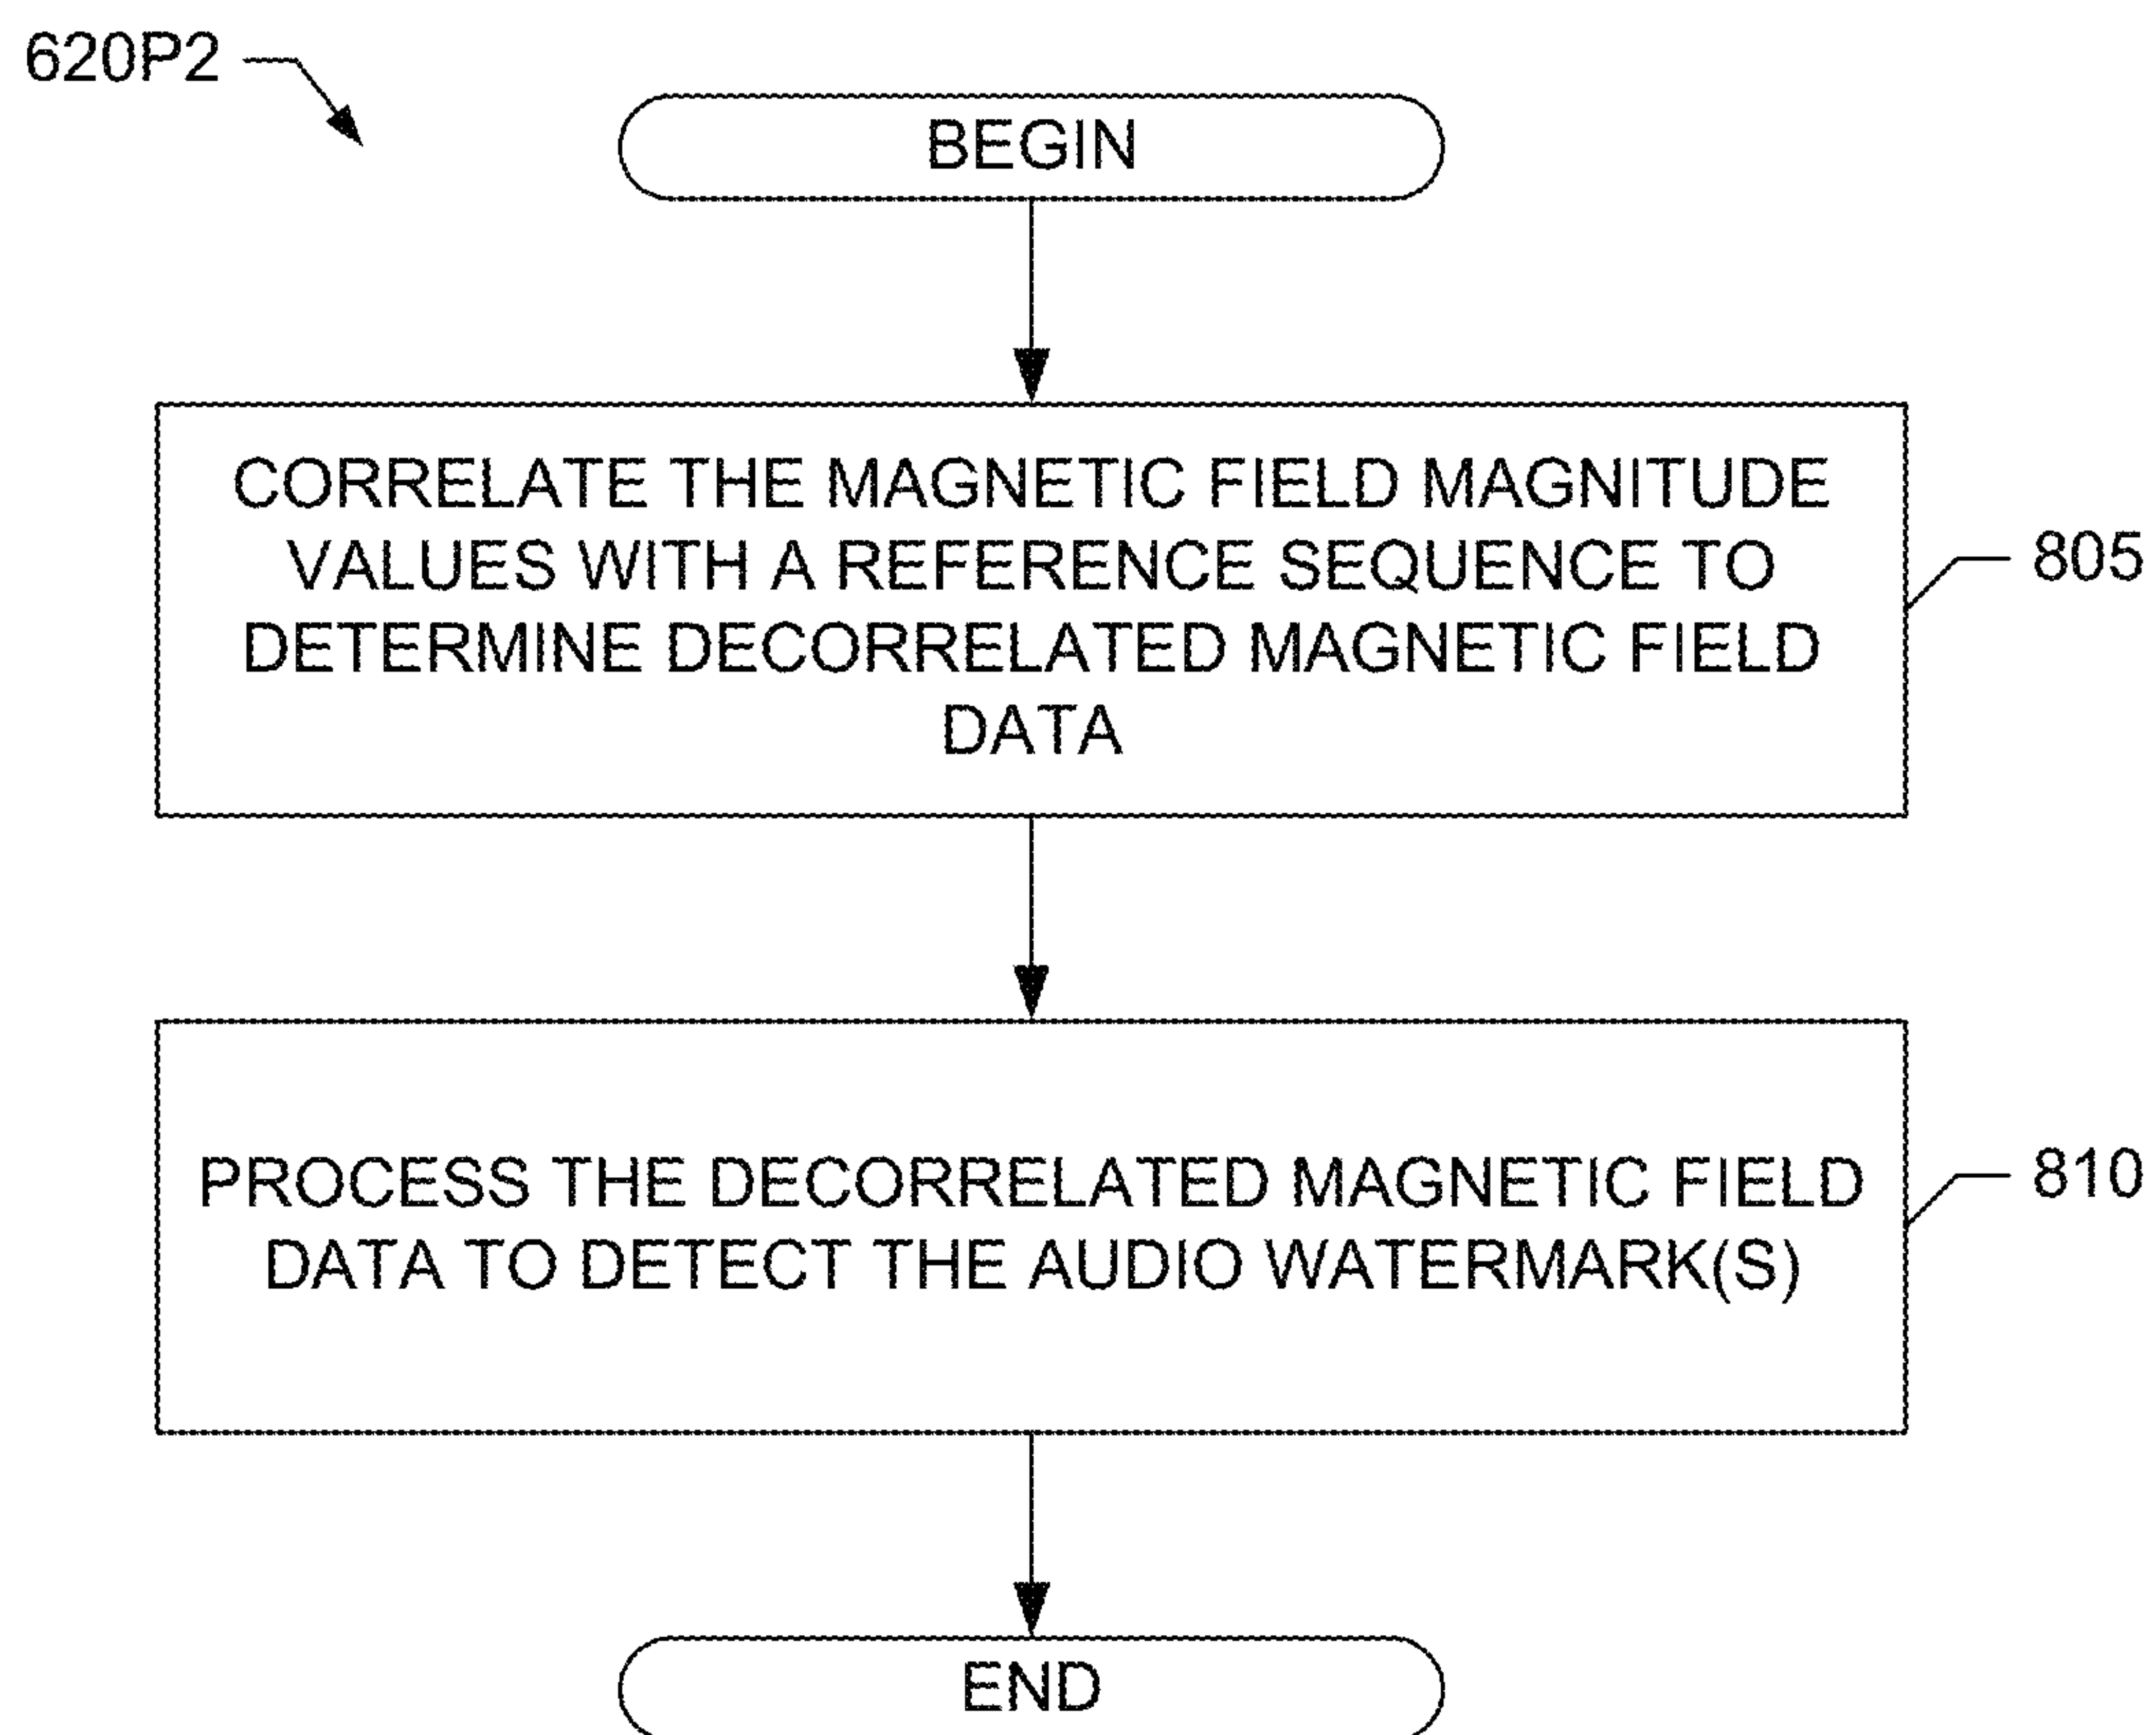 620P2
BEGIN
CORRELATE THE MAGNETIC FIELD MAGNITUDE
VALUES WITH A REFERENCE SEQUENCE TO
DETERMINE DECORRELATED MAGNETIC FIELD
DATA
805
PROCESS THE DECORRELATED MAGNETIC FIELD
DATA TO DETECT THE AUDIO WATERMARK(S)
810
END